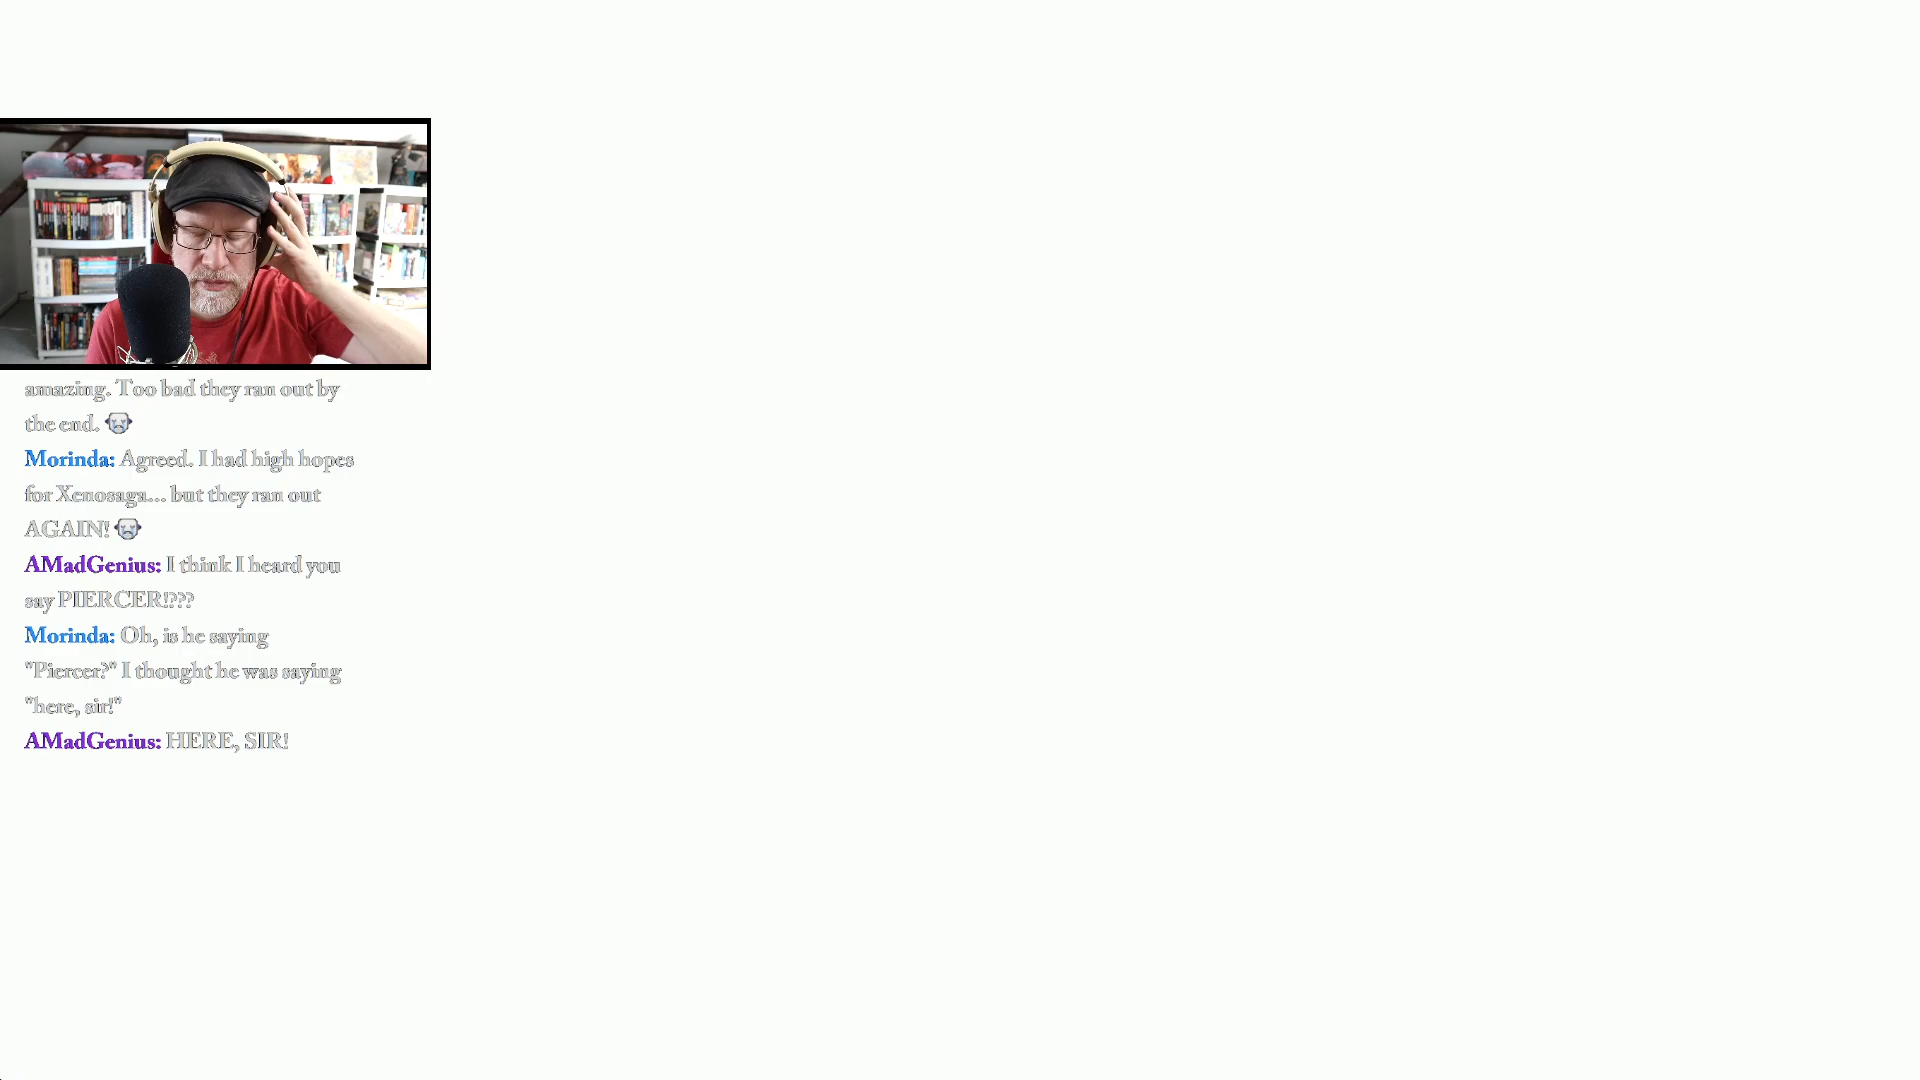 amazing. Too bad they ran out by
the end.
Morinda: Agreed. I had high hopes
for Xenosaga... but they ran out
AGAIN!
AMadGenius: I think I heard you
say PIERCER!???
Morinda: Oh, is he saying
"Piercer?" I thought he was saying
"here, sir!"
AMadGenius: HERE, SIR!